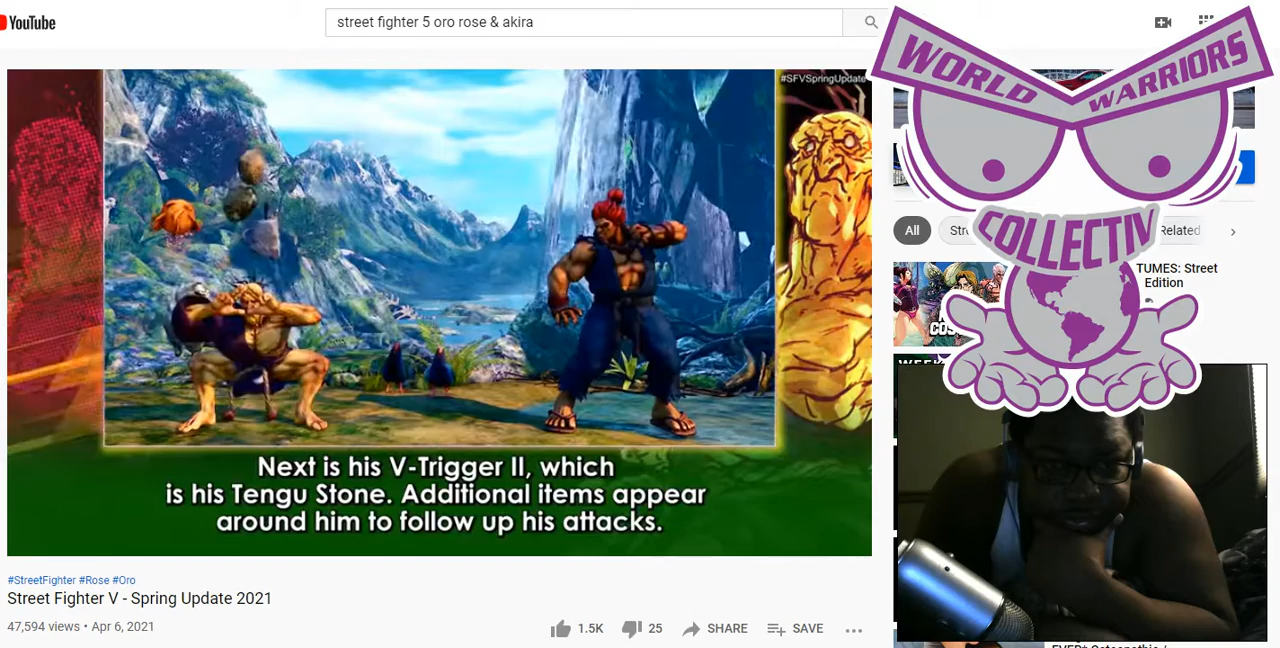 YouTube
street fighter 5 oro rose & akira
#SFVSpringUpdate
WORLD WARRIORS
COLLECTIV
All
Related
TUMES: Street
Edition
Next is his V-Trigger II, which
is his Tengu Stone. Additional items appear
around him to follow up his attacks.
#StreetFighter #Rose #Oro
Street Fighter V - Spring Update 2021
47,594 views • Apr 6, 2021
1.5K
25
SHARE
SAVE